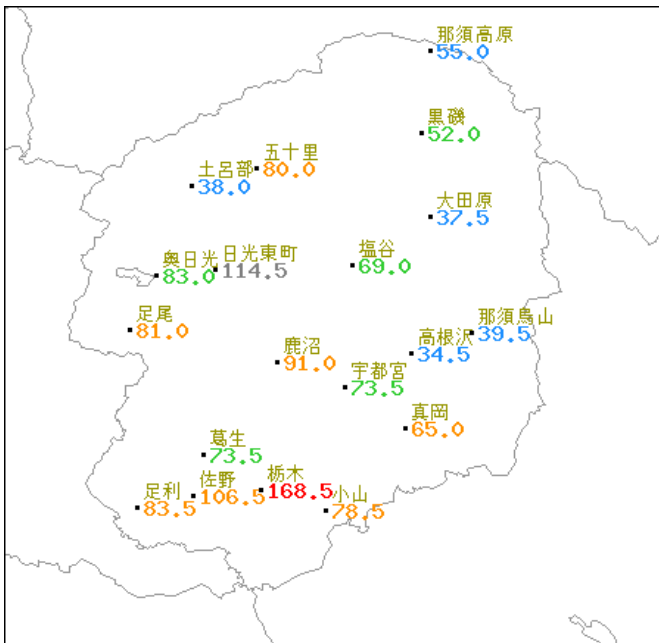 那須高原
55.0
黒磯
52.0
五十里
80.0
土呂部
38.0
大田原
37.5
日光東町
114.5
奥日光
83.0
塩谷
69.0
足尾
81.0
那須烏山
39.5
高根沢
34.5
鹿沼
91.0
宇都宮
73.5
真岡
65.0
葛生
73.5
佐野
106.5
栃木
168.5
足利
83.5
小山
78.5